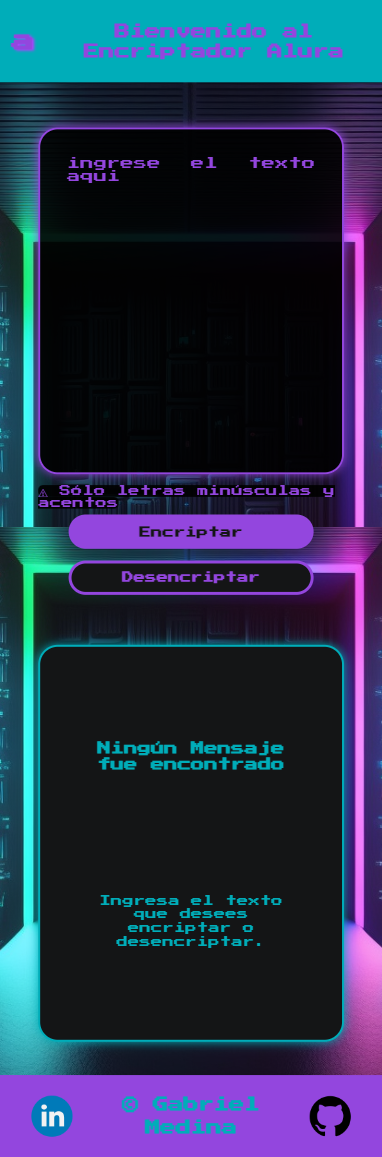 a
Bienvenido al
Encriptador Alura
ingrese el texto
aqui
⚠ Sólo letras minúsculas y
acentos
Encriptar
Desencriptar
Ningún Mensaje
fue encontrado
Ingresa el texto
que desees
encriptar o
desencriptar.
in
© Gabriel
Medina